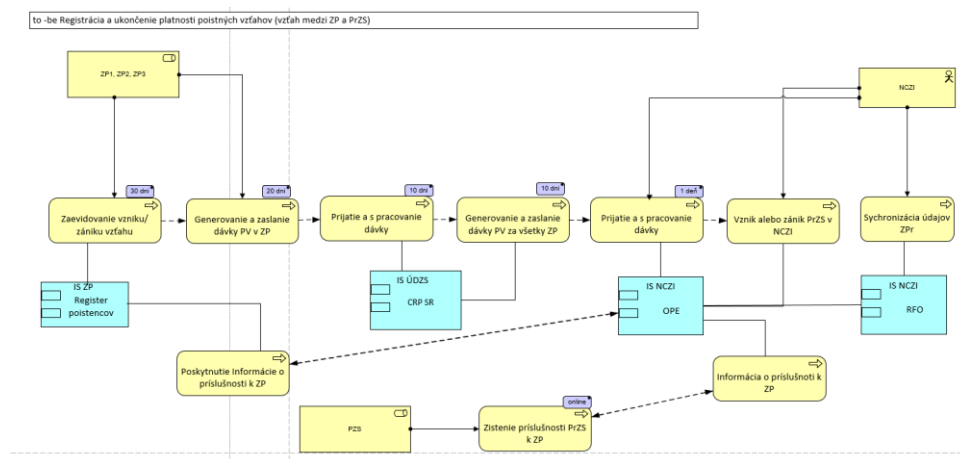 to -be Registrácia a ukončenie platnosti poistných vzťahov (vzťah medzi ZP a PrZS)
ZP1, ZP2, ZP3
NCZI
30 dní
20 dní
10 dní
10 dní
1 deň
Zaevidovanie vzniku/
zániku vzťahu
Generovanie a zaslanie
dávky PV v ZP
Prijatie a s pracovanie
dávky
Generovanie a zaslanie
dávky PV za všetky ZP
Prijatie a s pracovanie
dávky
Vznik alebo zánik PrZS v
NCZI
Sychronizácia údajov
ZPr
IS ZP
Register
poistencov
IS ÚDZS
CRP SR
IS NCZI
OPE
IS NCZI
RFO
Poskytnutie Informácie o
príslušnosti k ZP
Informácia o príslušnoti k
ZP
online
PZS
Zistenie príslušnosti PrZS
k ZP